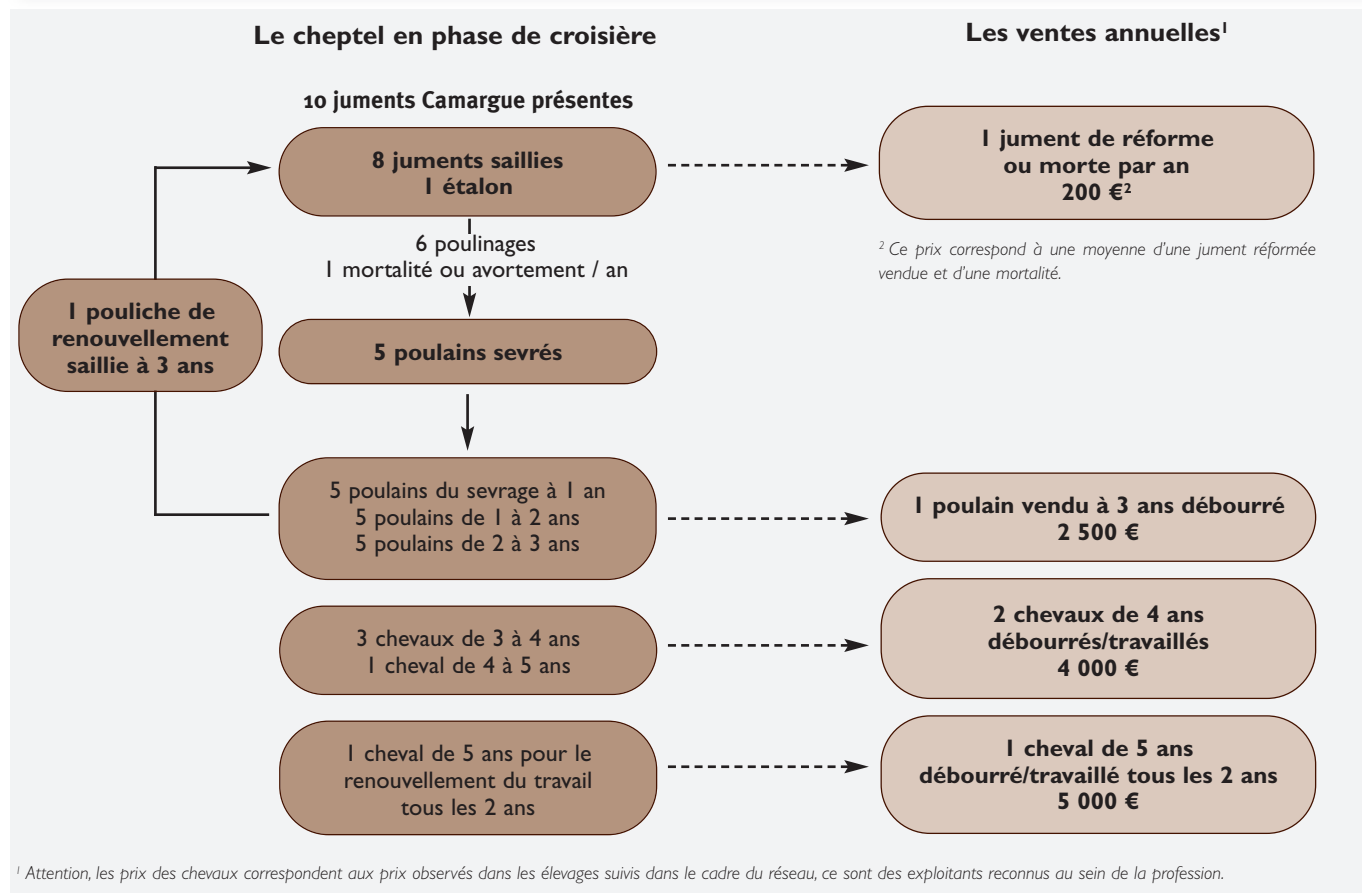 Le cheptel en phase de croisière
Les ventes annuelles¹
10 juments Camargue présentes
8 juments saillies
1 étalon
1 jument de réforme
ou morte par an
200 €²
² Ce prix correspond à une moyenne d'une jument réformée
vendue et d'une mortalité.
6 poulinages
1 mortalité ou avortement / an
1 pouliche de
renouvellement
saillie à 3 ans
5 poulains sevrés
5 poulains du sevrage à 1 an
5 poulains de 1 à 2 ans
5 poulains de 2 à 3 ans
1 poulain vendu à 3 ans débourré
2 500 €
3 chevaux de 3 à 4 ans
1 cheval de 4 à 5 ans
2 chevaux de 4 ans
débourrés/travaillés
4 000 €
1 cheval de 5 ans pour le
renouvellement du travail
tous les 2 ans
1 cheval de 5 ans
débourré/travaillé tous les 2 ans
5 000 €
¹ Attention, les prix des chevaux correspondent aux prix observés dans les élevages suivis dans le cadre du réseau, ce sont des exploitants reconnus au sein de la profession.